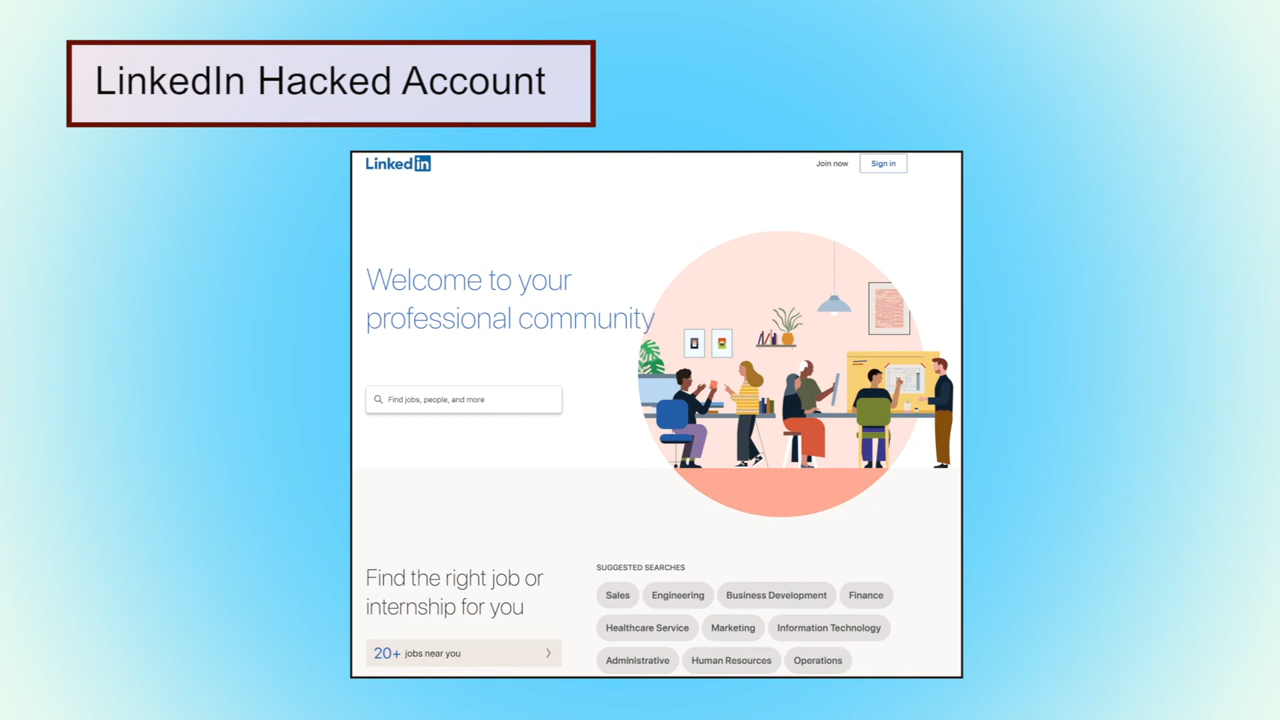 LinkedIn Hacked Account
Linked in
Join now
Sign in
Welcome to your
professional community
Find jobs, people, and more
Find the right job or
internship for you
20+ jobs near you
SUGGESTED SEARCHES
Sales
Engineering
Business Development
Finance
Healthcare Service
Marketing
Information Technology
Administrative
Human Resources
Operations